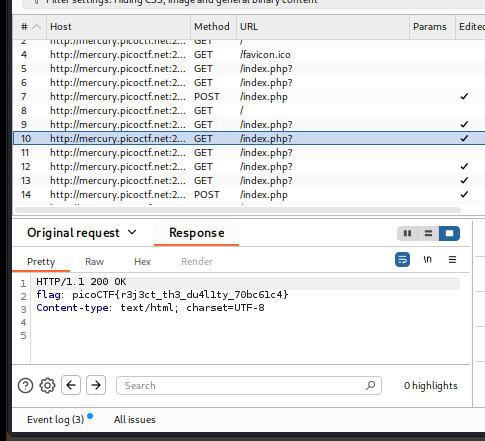 Filter settings: Hiding CSS, image and general binary content
# Host Method URL Params Edited
2 http://mercury.picoctf.net:2... GET /
4 http://mercury.picoctf.net:2... GET /favicon.ico
5 http://mercury.picoctf.net:2... GET /index.php?
6 http://mercury.picoctf.net:2... GET /index.php?
7 http://mercury.picoctf.net:2... POST /index.php ✓
8 http://mercury.picoctf.net:2... GET /
9 http://mercury.picoctf.net:2... GET /index.php? ✓
10 http://mercury.picoctf.net:2... GET /index.php? ✓
11 http://mercury.picoctf.net:2... GET /index.php?
12 http://mercury.picoctf.net:2... GET /index.php? ✓
13 http://mercury.picoctf.net:2... GET /index.php? ✓
14 http://mercury.picoctf.net:2... POST /index.php ✓
Original request Response
Pretty Raw Hex Render \n
1 HTTP/1.1 200 OK
2 flag: picoCTF{r3j3ct_th3_du4l1ty_70bc61c4}
3 Content-type: text/html; charset=UTF-8
4
5
Search 0 highlights
Event log (3) All issues